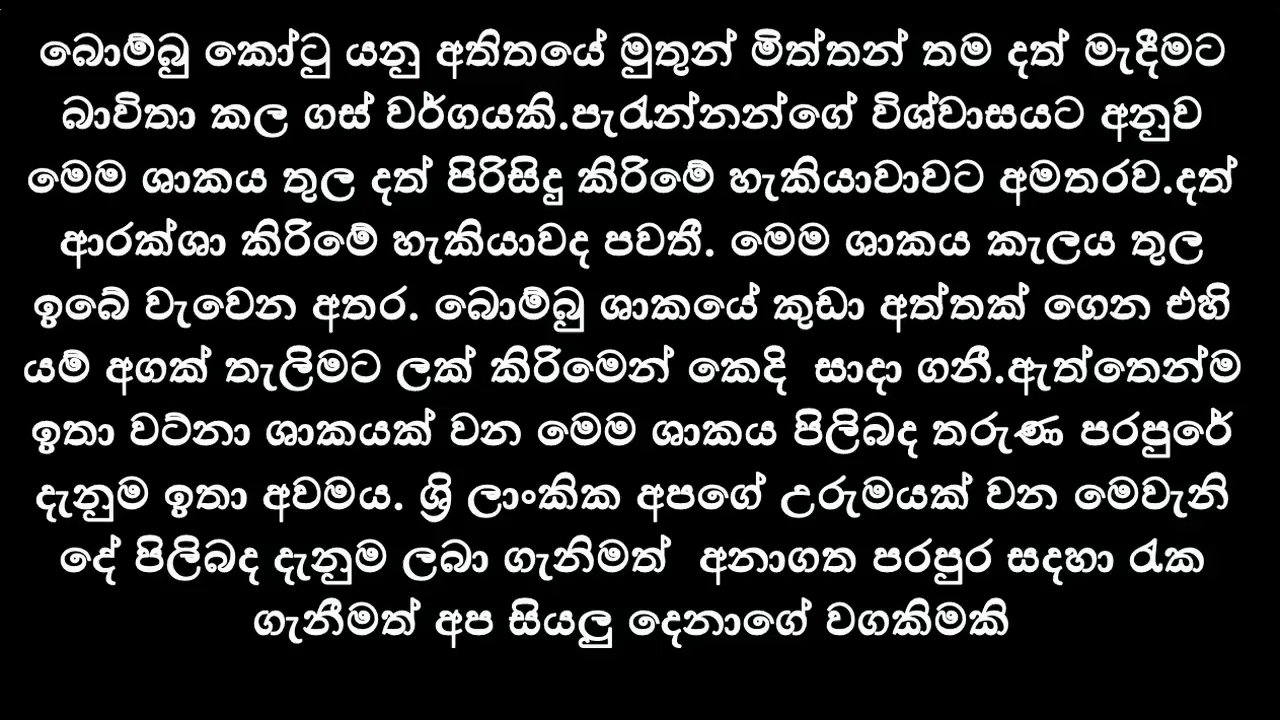 බොම්බු කෝටු යනු අතිතයේ මුතුන් මිත්තන් තම දත් මැදීමට
බාවිතා කල ගස් වර්ගයකි.පැරැන්නන්ගේ විශ්වාසයට අනුව
මෙම ශාකය තුල දත් පිරිසිදු කිරිමේ හැකියාවාවට අමතරව.දත්
ආරක්ශා කිරිමේ හැකියාවද පවතී. මෙම ශාකය කැලය තුල
ඉබේ වැවෙන අතර. බොම්බු ශාකයේ කුඩා අත්තක් ගෙන එහි
යම් අගක් තැලිමට ලක් කිරිමෙන් කෙදි  සාදා ගනී.ඇත්තෙන්ම
ඉතා වටිනා ශාකයක් වන මෙම ශාකය පිලිබද තරුණ පරපුරේ
දැනුම ඉතා අවමය. ශ්‍රි ලාංකික අපගේ උරුමයක් වන මෙවැනි
දේ පිලිබද දැනුම ලබා ගැනිමත්  අනාගත පරපුර සදහා රැක
ගැනීමත් අප සියලු දෙනාගේ වගකිමකි